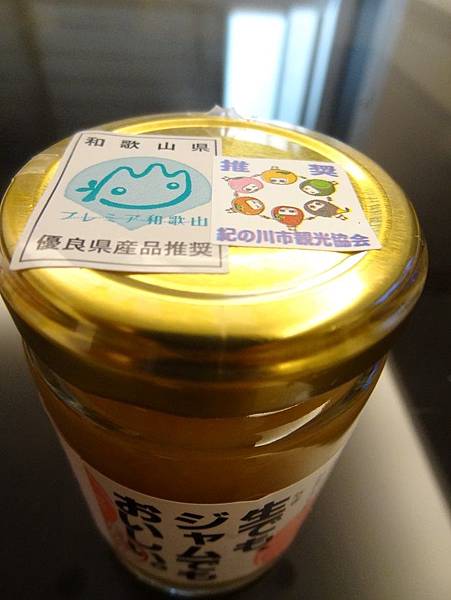 和歌山県
プレミア和歌山
優良県産品推奨
推奨
紀の川市観光協会
生でも、
ジャムでも
おいしい。